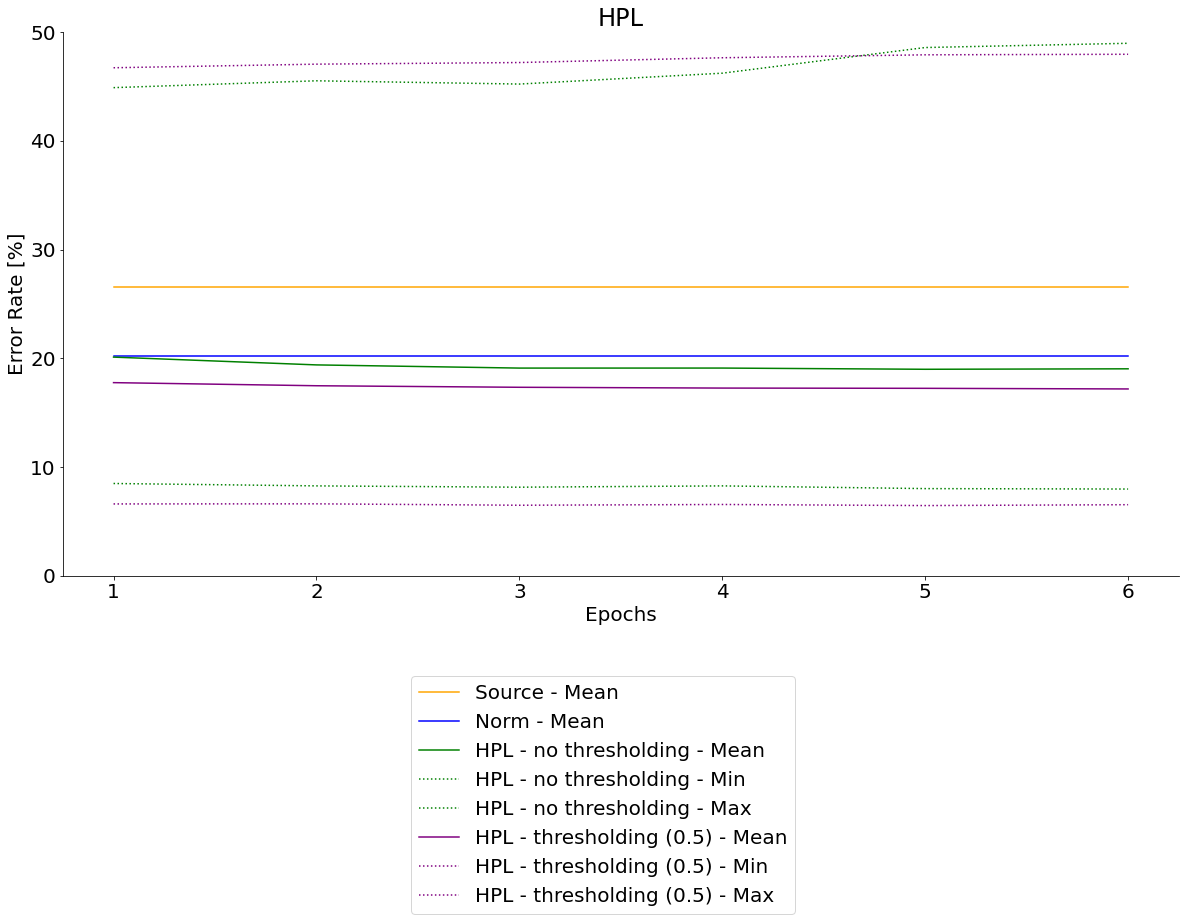 HPL
50
40
30
20
10
0
Error Rate [%]
1 2 3 4 5 6
Epochs
Source - Mean
Norm - Mean
HPL - no thresholding - Mean
HPL - no thresholding - Min
HPL - no thresholding - Max
HPL - thresholding (0.5) - Mean
HPL - thresholding (0.5) - Min
HPL - thresholding (0.5) - Max